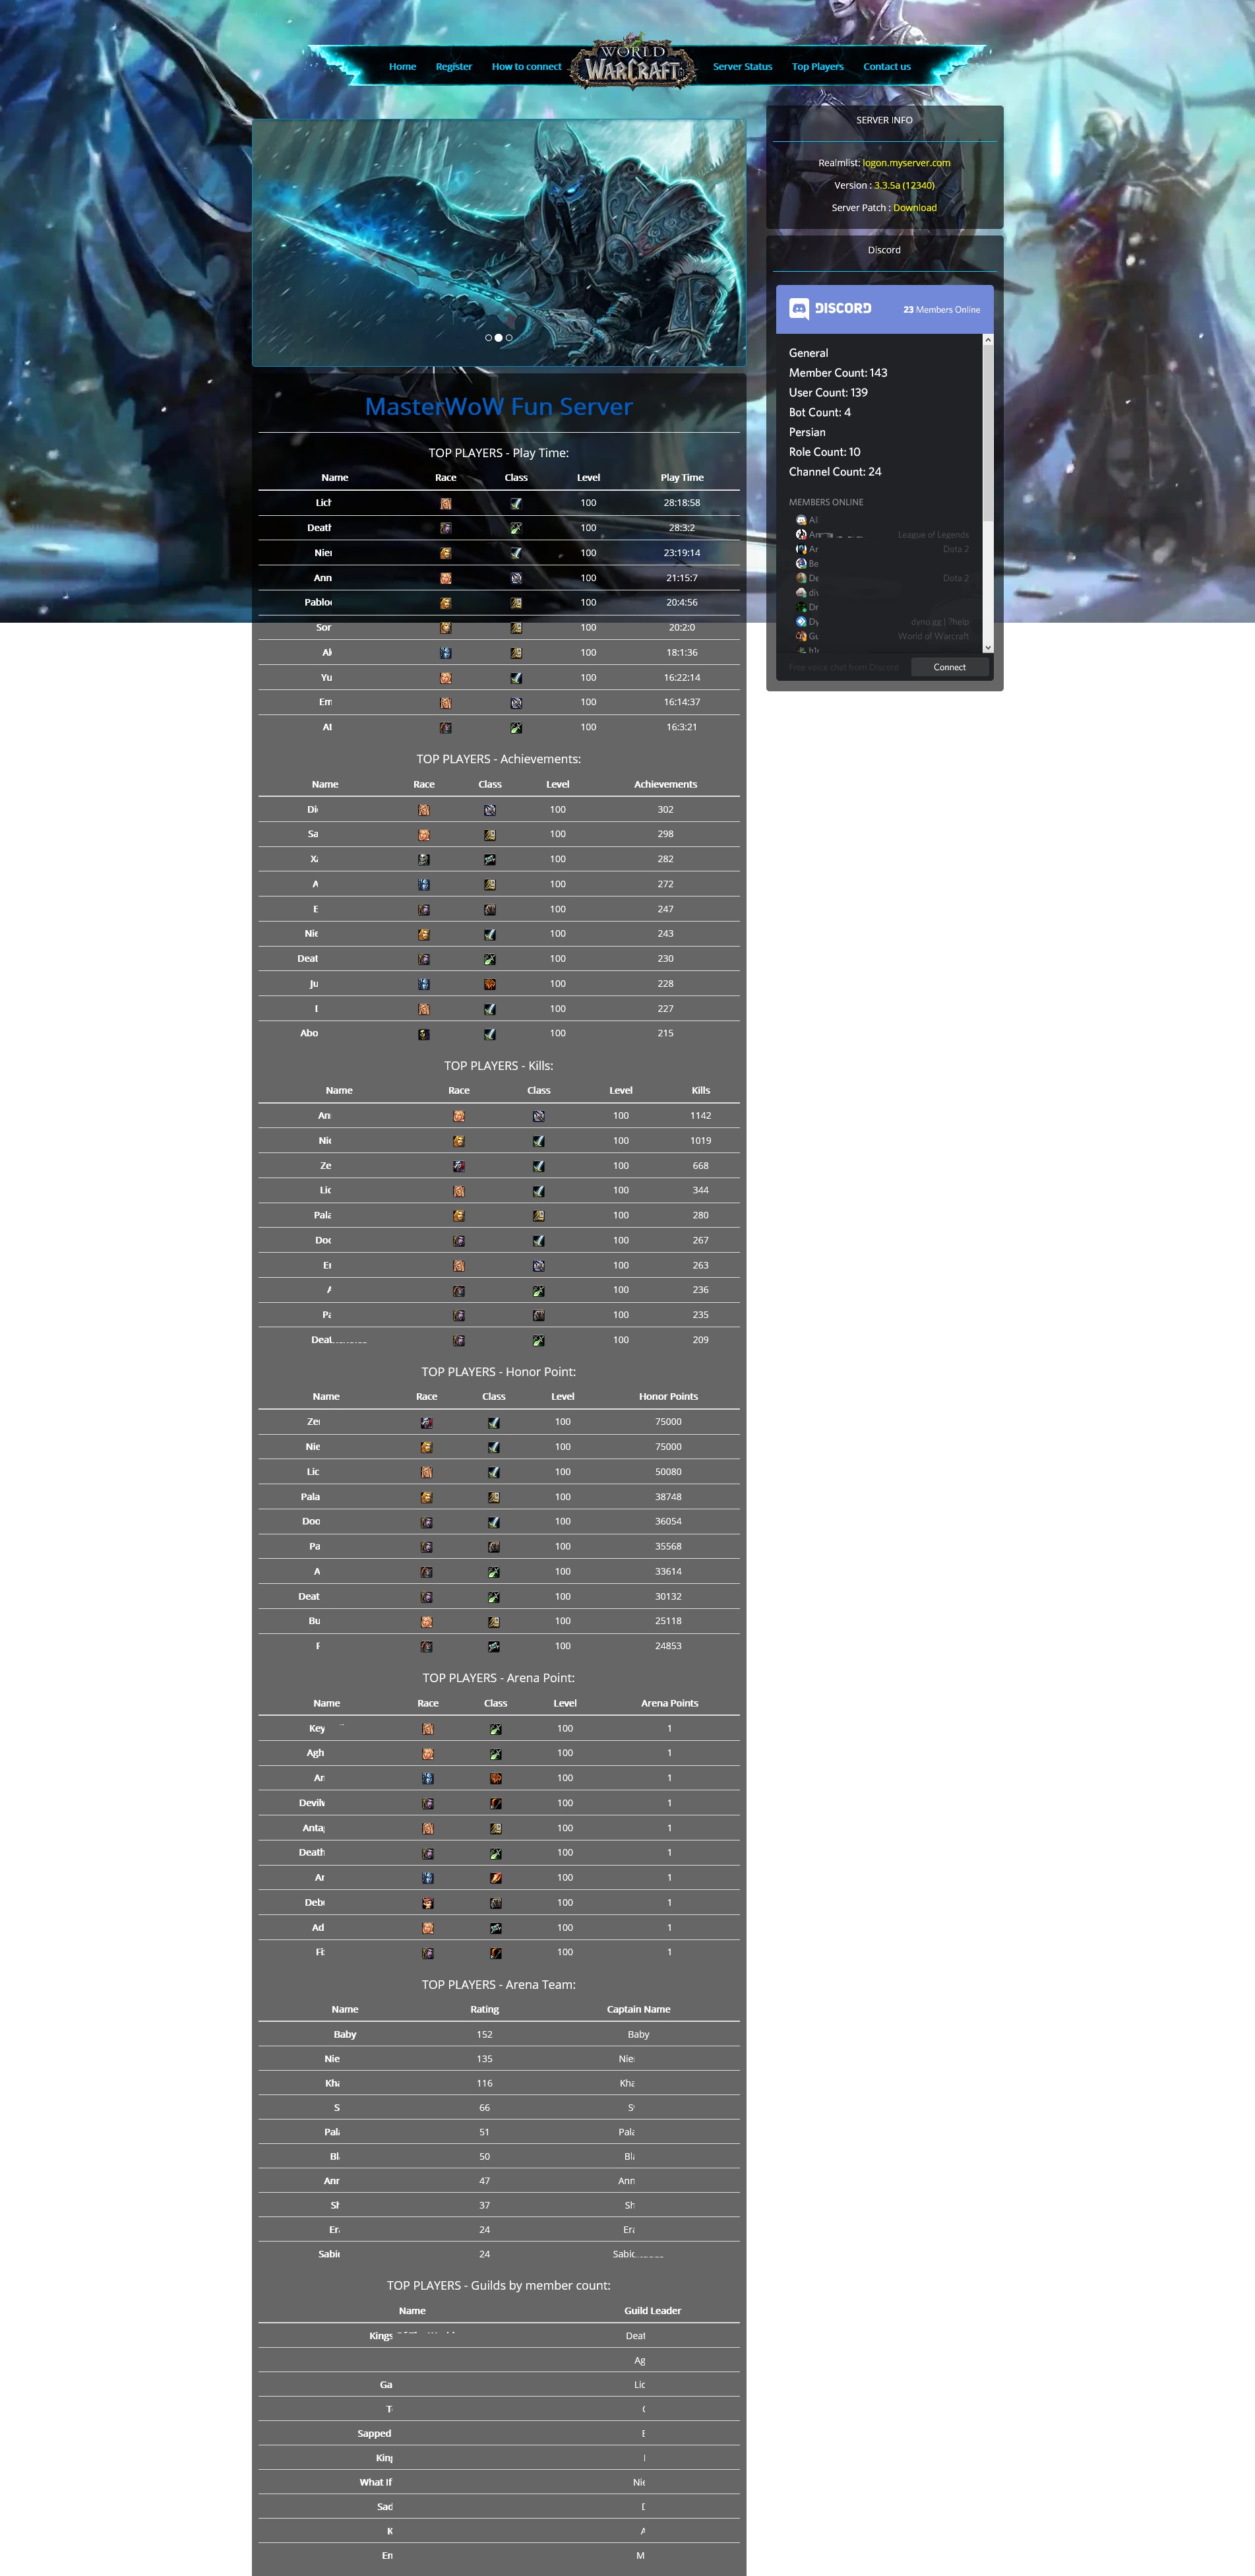 Home Register How to connect WORLD WARCRAFT Server Status Top Players Contact us
SERVER INFO
Realmlist: logon.myserver.com
Version : 3.3.5a (12340)
Server Patch : Download
Discord
DISCORD 23 Members Online
General
Member Count: 143
User Count: 139
Bot Count: 4
Persian
Role Count: 10
Channel Count: 24
MEMBERS ONLINE
League of Legends
Dota 2
Be
De Dota 2
div
Dr
Dy dyno.gg | ?help
Gu World of Warcraft
Free voice chat from Discord Connect
MasterWoW Fun Server
TOP PLAYERS - Play Time:
Name Race Class Level Play Time
Lich 100 28:18:58
Death 100 28:3:2
Nier 100 23:19:14
Ann 100 21:15:7
Pablo 100 20:4:56
Sor 100 20:2:0
Al 100 18:1:36
Yu 100 16:22:14
Em 100 16:14:37
Al 100 16:3:21
TOP PLAYERS - Achievements:
Name Race Class Level Achievements
Di 100 302
Sa 100 298
Xa 100 282
A 100 272
E 100 247
Nie 100 243
Deat 100 230
Ju 100 228
100 227
Abo 100 215
TOP PLAYERS - Kills:
Name Race Class Level Kills
An 100 1142
Nie 100 1019
Ze 100 668
Lic 100 344
Pala 100 280
Doo 100 267
Er 100 263
A 100 236
Pa 100 235
Deat 100 209
TOP PLAYERS - Honor Point:
Name Race Class Level Honor Points
Zer 100 75000
Nie 100 75000
Lic 100 50080
Pala 100 38748
Doo 100 36054
Pa 100 35568
A 100 33614
Deat 100 30132
Bu 100 25118
100 24853
TOP PLAYERS - Arena Point:
Name Race Class Level Arena Points
Key 100 1
Agh 100 1
Ar 100 1
Devil 100 1
Anta 100 1
Death 100 1
Ar 100 1
Deb 100 1
Ad 100 1
Fi 100 1
TOP PLAYERS - Arena Team:
Name Rating Captain Name
Baby 152 Baby
Nie 135 Nie
Kha 116 Kha
S 66 S
Pala 51 Pala
Bla 50 Bla
Ann 47 Ann
Sh 37 Sh
Era 24 Era
Sabi 24 Sabi
TOP PLAYERS - Guilds by member count:
Name Guild Leader
Kings Of The World Deat
Ag
Ga Lic
T
Sapped E
King
What If Nie
Sad D
K A
En M